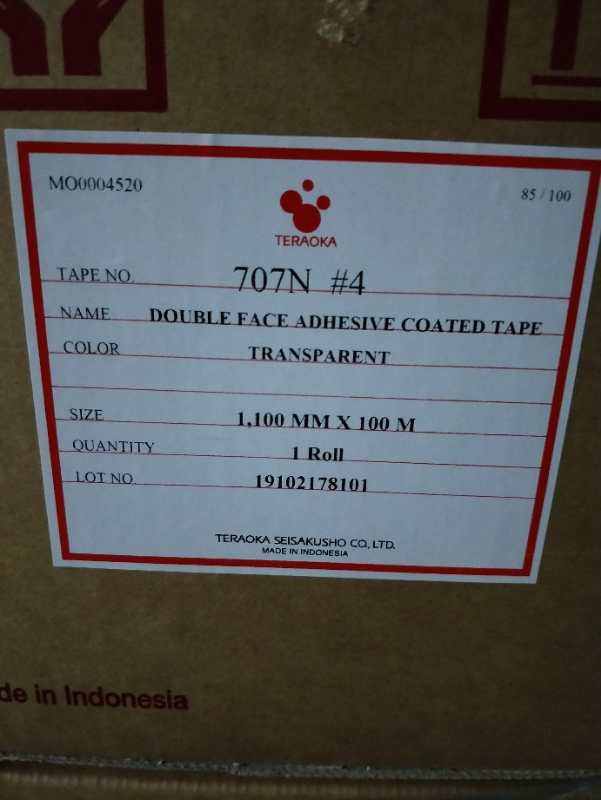 MO0004520
85 / 100
TERAOKA
TAPE NO. 707N #4
NAME DOUBLE FACE ADHESIVE COATED TAPE
COLOR TRANSPARENT
SIZE 1,100 MM X 100 M
QUANTITY 1 Roll
LOT NO. 19102178101
TERAOKA SEISAKUSHO CO., LTD.
MADE IN INDONESIA
de in Indonesia